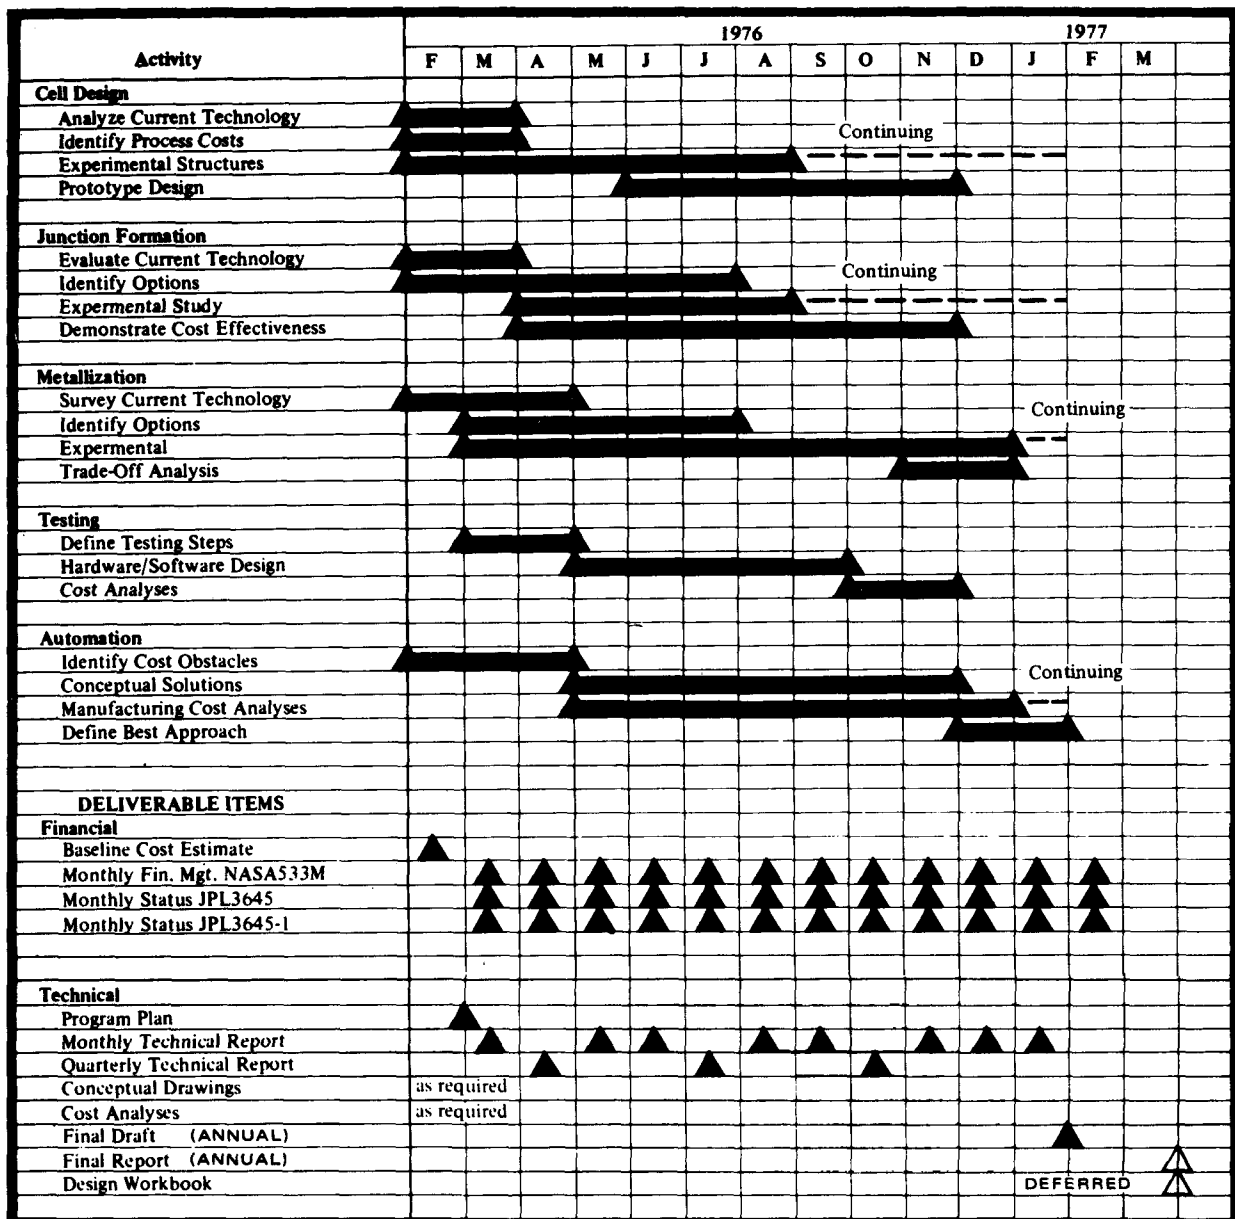 1976 1977
Activity F M A M J J A S O N D J F M
Cell Design
Analyze Current Technology
Identify Process Costs Continuing
Experimental Structures
Prototype Design
Junction Formation
Evaluate Current Technology
Identify Options Continuing
Expermental Study
Demonstrate Cost Effectiveness
Metallization
Survey Current Technology Continuing
Identify Options
Expermental
Trade-Off Analysis
Testing
Define Testing Steps
Hardware/Software Design
Cost Analyses
Automation
Identify Cost Obstacles Continuing
Conceptual Solutions
Manufacturing Cost Analyses
Define Best Approach
DELIVERABLE ITEMS
Financial
Baseline Cost Estimate
Monthly Fin. Mgt. NASA533M
Monthly Status JPL3645
Monthly Status JPL3645-1
Technical
Program Plan
Monthly Technical Report
Quarterly Technical Report
Conceptual Drawings as required
Cost Analyses as required
Final Draft (ANNUAL)
Final Report (ANNUAL)
Design Workbook DEFERRED